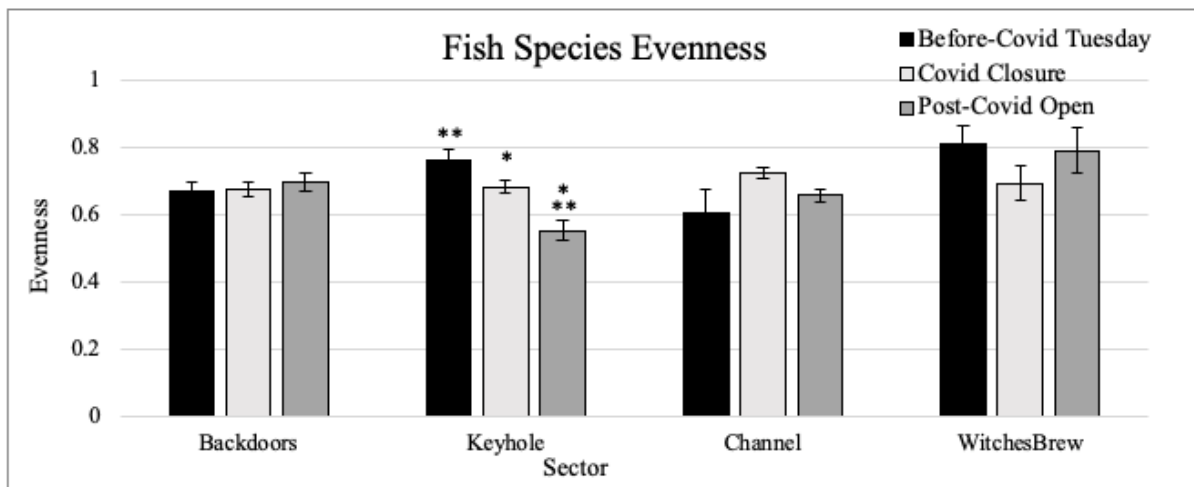 Fish Species Evenness
Before-Covid Tuesday
Covid Closure
Post-Covid Open
1
0.8
0.6
0.4
0.2
0
Evenness
**
*
*
**
Backdoors
Keyhole
Channel
WitchesBrew
Sector